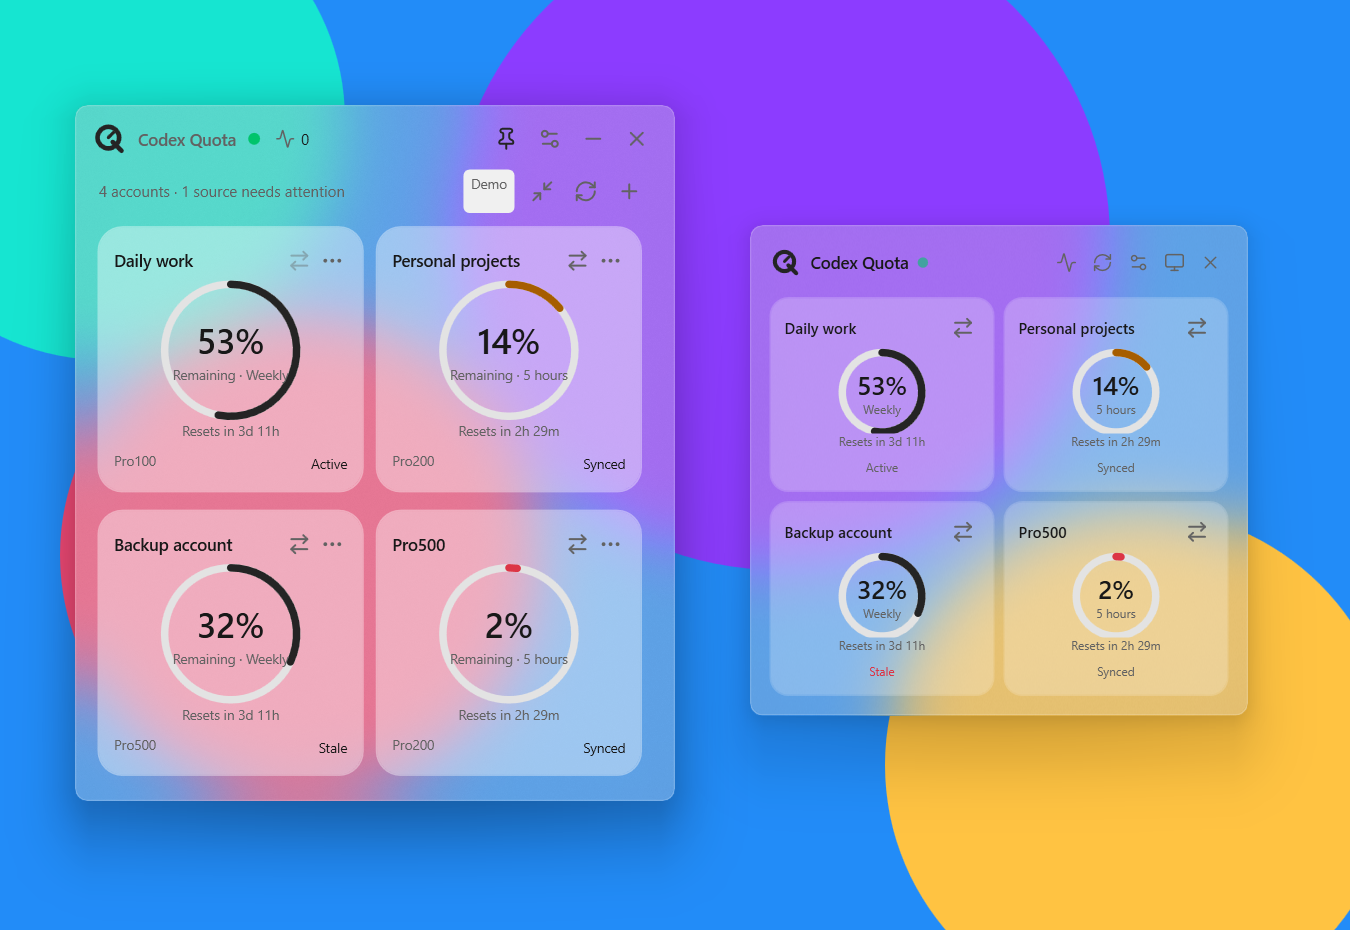 Codex Quota 0
4 accounts · 1 source needs attention
Demo
Daily work
53%
Remaining · Weekly
Resets in 3d 11h
Pro100
Active
Personal projects
14%
Remaining · 5 hours
Resets in 2h 29m
Pro200
Synced
Backup account
32%
Remaining · Weekly
Resets in 3d 11h
Pro500
Stale
Pro500
2%
Remaining · 5 hours
Resets in 2h 29m
Pro200
Synced
Codex Quota
Daily work
53%
Weekly
Resets in 3d 11h
Active
Personal projects
14%
5 hours
Resets in 2h 29m
Synced
Backup account
32%
Weekly
Resets in 3d 11h
Stale
Pro500
2%
5 hours
Resets in 2h 29m
Synced